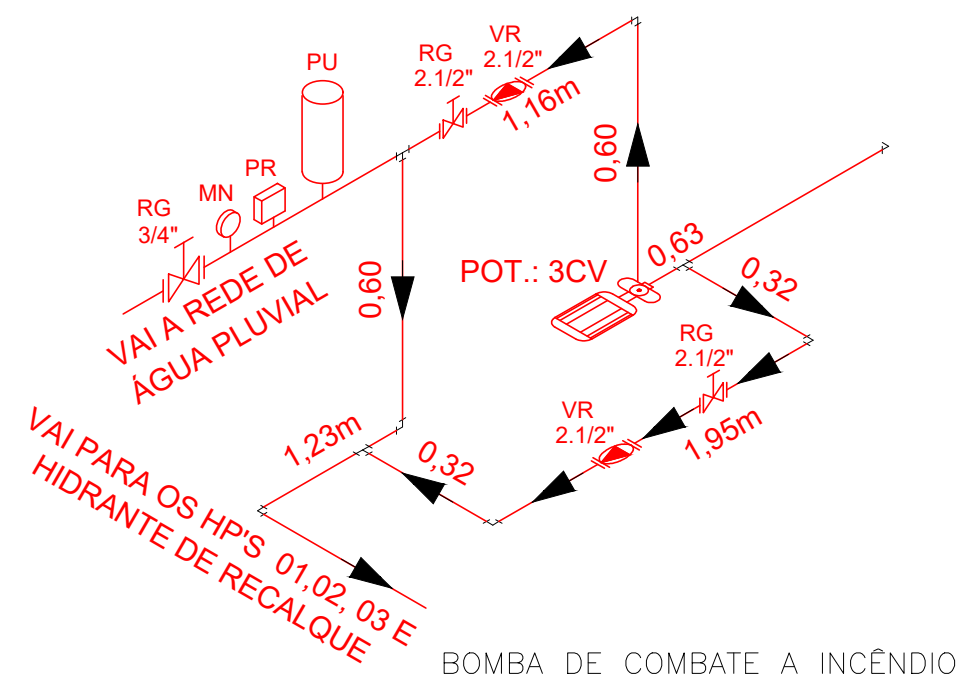 VR
2.1/2"
RG
2.1/2"
1,16m
PU
PR
MN
RG
3/4"
0,60
0,63
POT.: 3CV
0,32
0,60
VAI A REDE DE
ÁGUA PLUVIAL
RG
2.1/2"
1,95m
VR
2.1/2"
1,23m
0,32
VAI PARA OS HP'S 01,02, 03 E
HIDRANTE DE RECALQUE
BOMBA DE COMBATE A INCÊNDIO